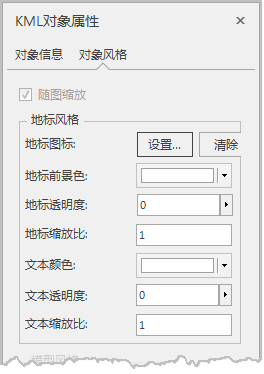 KML对象属性
对象信息 对象风格
随图缩放
地标风格
地标图标: 设置... 清除
地标前景色:
地标透明度: 0
地标缩放比: 1
文本颜色:
文本透明度: 0
文本缩放比: 1